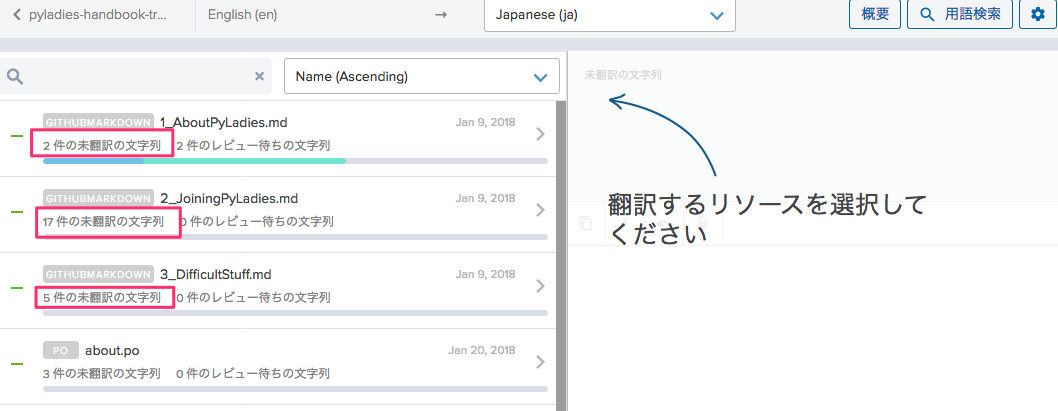 pyladies-handbook-tr...
English (en)
→
Japanese (ja)
概要
用語検索
Name (Ascending)
未翻訳の文字列
GITHUBMARKDOWN 1_AboutPyLadies.md
Jan 9, 2018
2 件の未翻訳の文字列 2 件のレビュー待ちの文字列
GITHUBMARKDOWN 2_JoiningPyLadies.md
Jan 9, 2018
17 件の未翻訳の文字列 0 件のレビュー待ちの文字列
GITHUBMARKDOWN 3_DifficultStuff.md
Jan 9, 2018
5 件の未翻訳の文字列 0 件のレビュー待ちの文字列
PO about.po
Jan 20, 2018
3 件の未翻訳の文字列 0 件のレビュー待ちの文字列
翻訳するリソースを選択して
ください